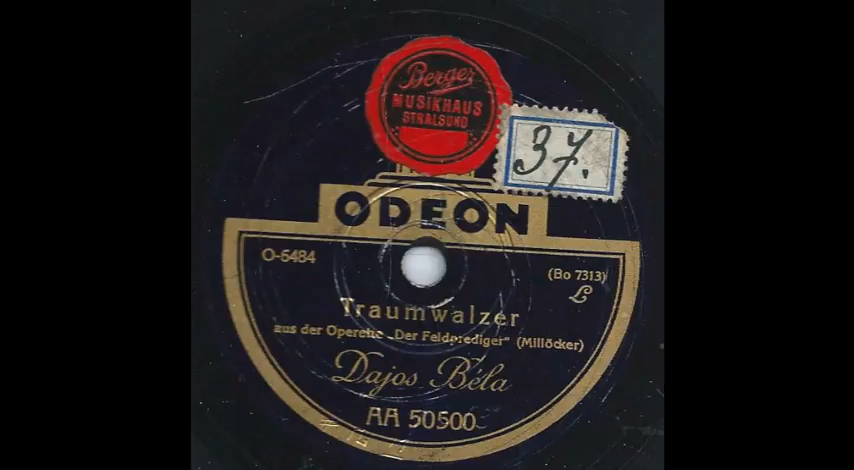 Berger
MUSIKHAUS
STRALSUND
37.
ODEON
O-6484
(Bo 7313)
L
Traumwalzer
aus der Operette „Der Feldprediger" (Millöcker)
Dajos Béla
AA 50500